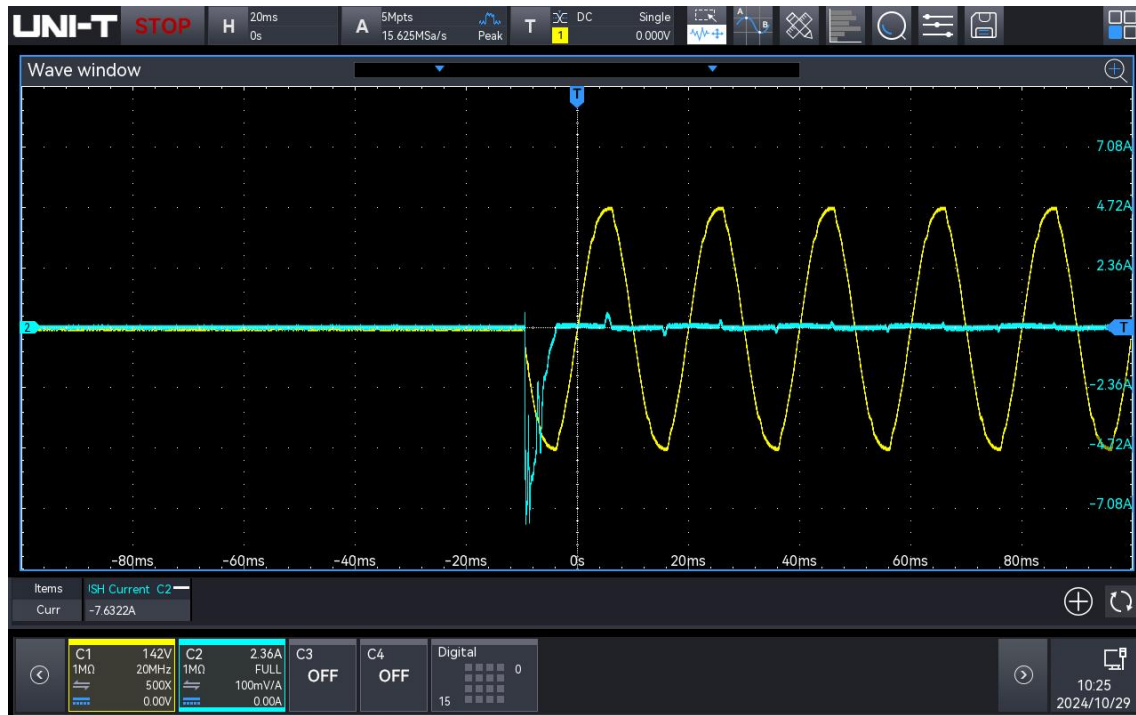 UNI-T STOP H 20ms 0s A 5Mpts 15.625MSa/s Peak T DC 1 Single 0.000V A B
Wave window
T
7.08A
4.72A
2.36A
2 T
-2.36A
-4.72A
-7.08A
-80ms -60ms -40ms -20ms 0s 20ms 40ms 60ms 80ms
Items SH Current C2
Curr -7.6322A
C1 142V C2 2.36A C3 C4 Digital
1MΩ 20MHz 1MΩ FULL OFF OFF 0
500X 100mV/A
0.00V 0.00A 15
10:25
2024/10/29